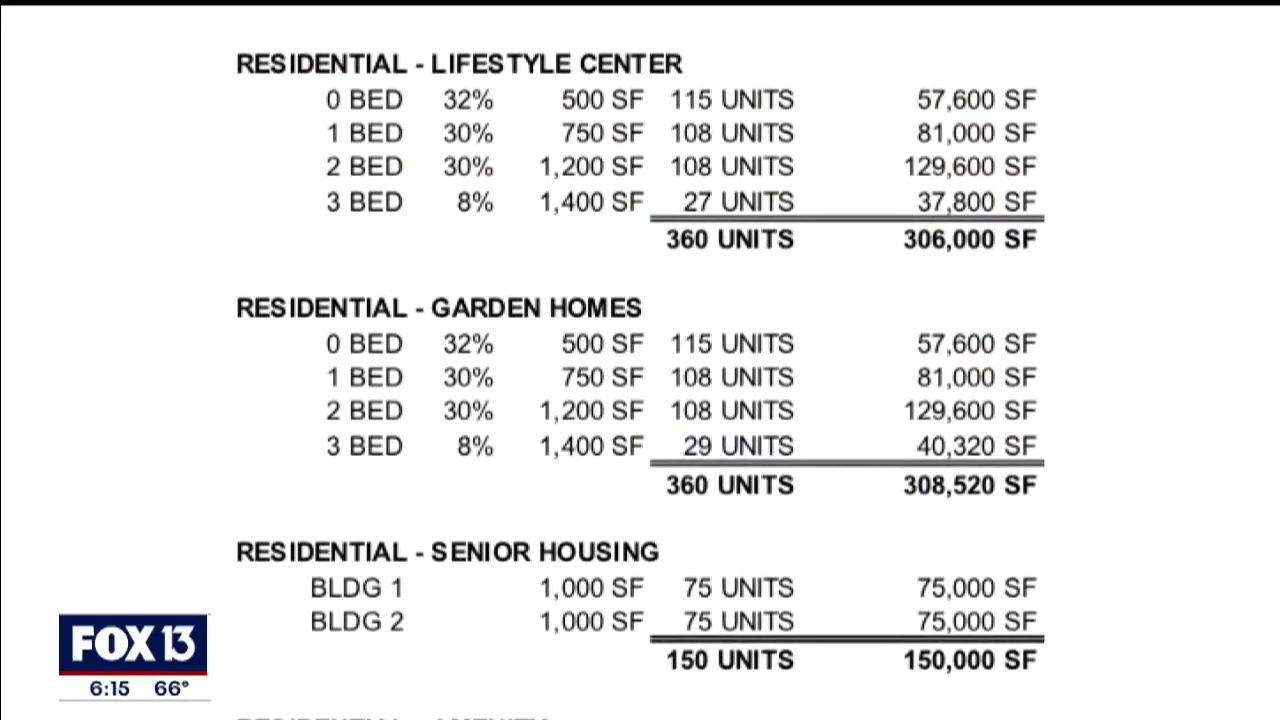 RESIDENTIAL - LIFESTYLE CENTER
0 BED 32% 500 SF 115 UNITS 57,600 SF
1 BED 30% 750 SF 108 UNITS 81,000 SF
2 BED 30% 1,200 SF 108 UNITS 129,600 SF
3 BED 8% 1,400 SF 27 UNITS 37,800 SF
360 UNITS 306,000 SF
RESIDENTIAL - GARDEN HOMES
0 BED 32% 500 SF 115 UNITS 57,600 SF
1 BED 30% 750 SF 108 UNITS 81,000 SF
2 BED 30% 1,200 SF 108 UNITS 129,600 SF
3 BED 8% 1,400 SF 29 UNITS 40,320 SF
360 UNITS 308,520 SF
RESIDENTIAL - SENIOR HOUSING
BLDG 1 1,000 SF 75 UNITS 75,000 SF
BLDG 2 1,000 SF 75 UNITS 75,000 SF
150 UNITS 150,000 SF
FOX 13
6:15 66°